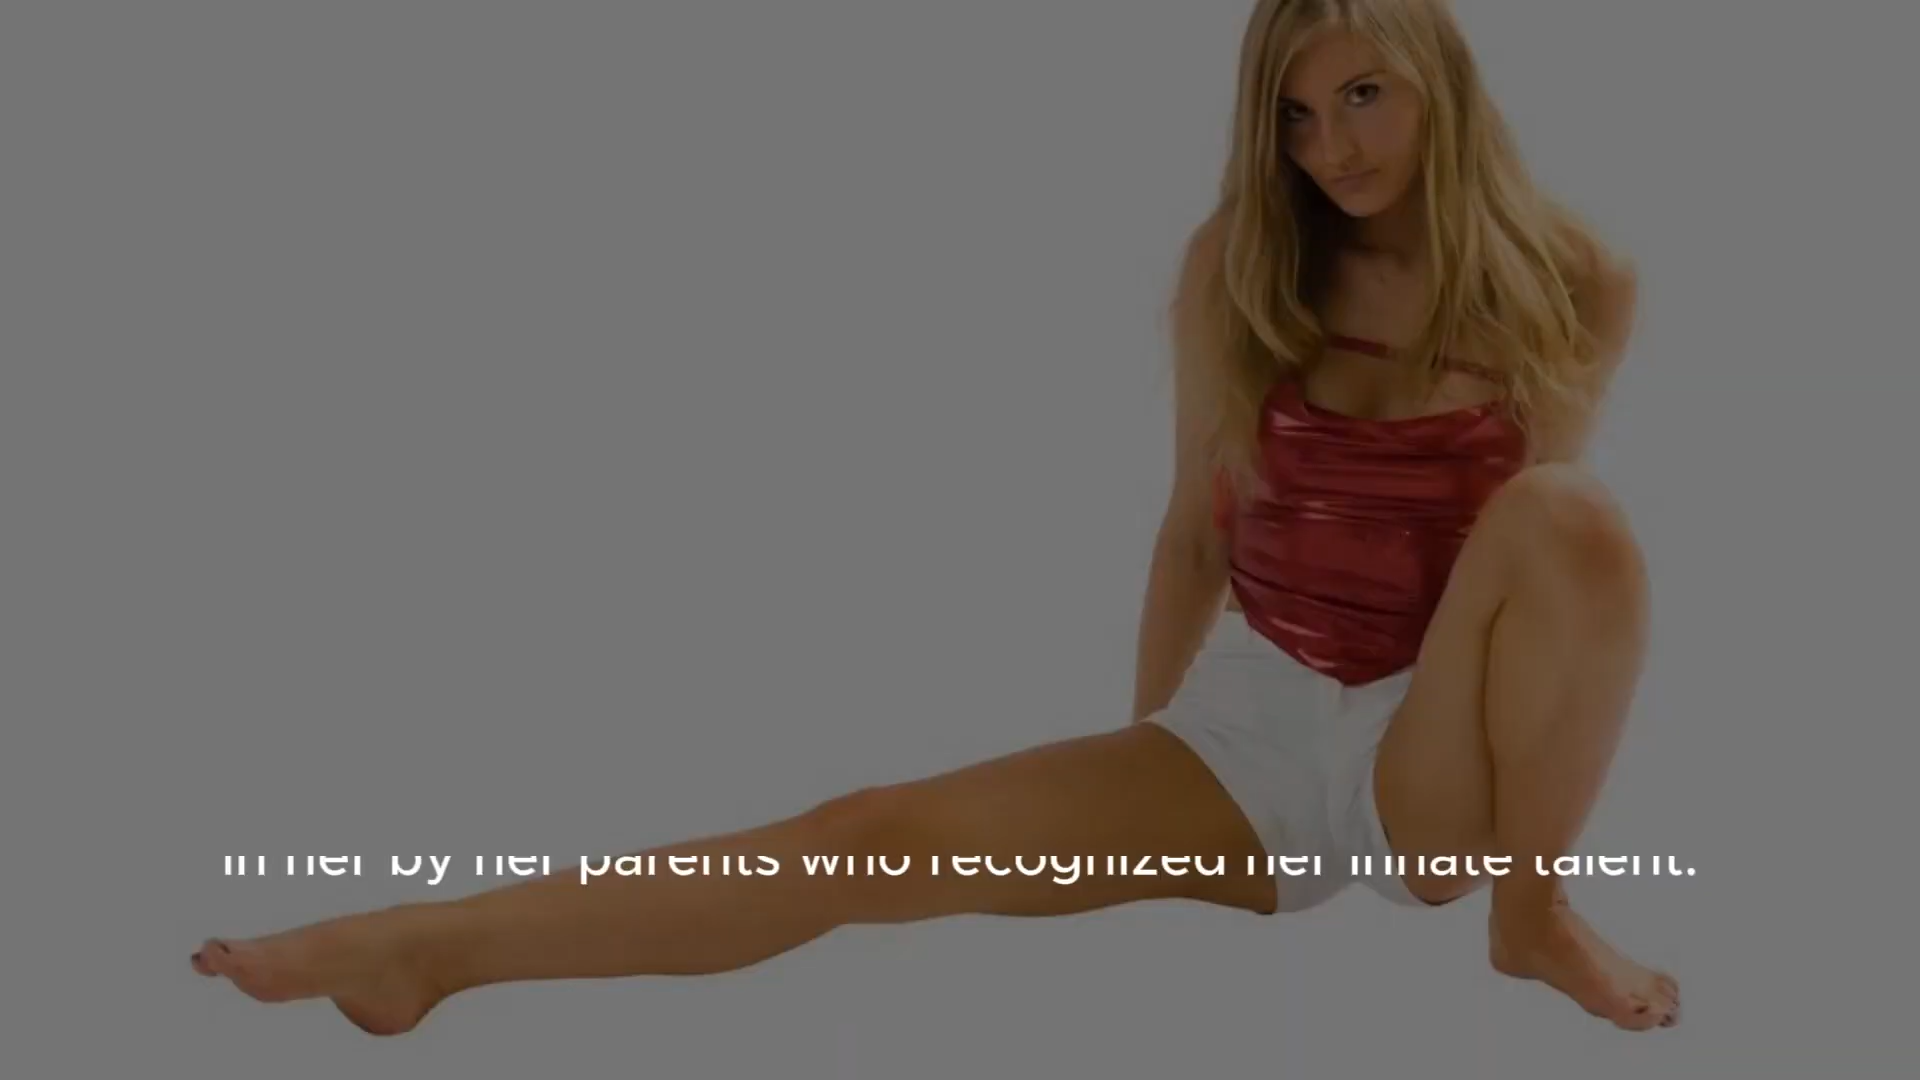 in her by her parents who recognized her innate talent.